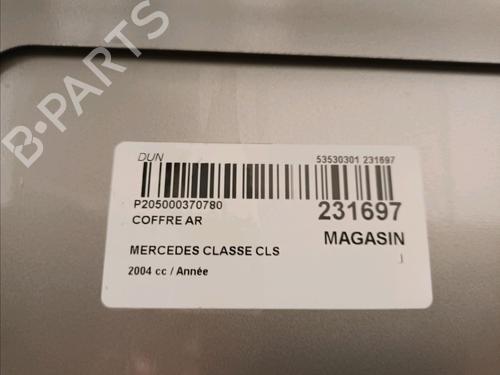 B·PARTS
DUN
53530301 231697
P205000370780
231697
COFFRE AR
MAGASIN
MERCEDES CLASSE CLS
J
2004 cc / Année